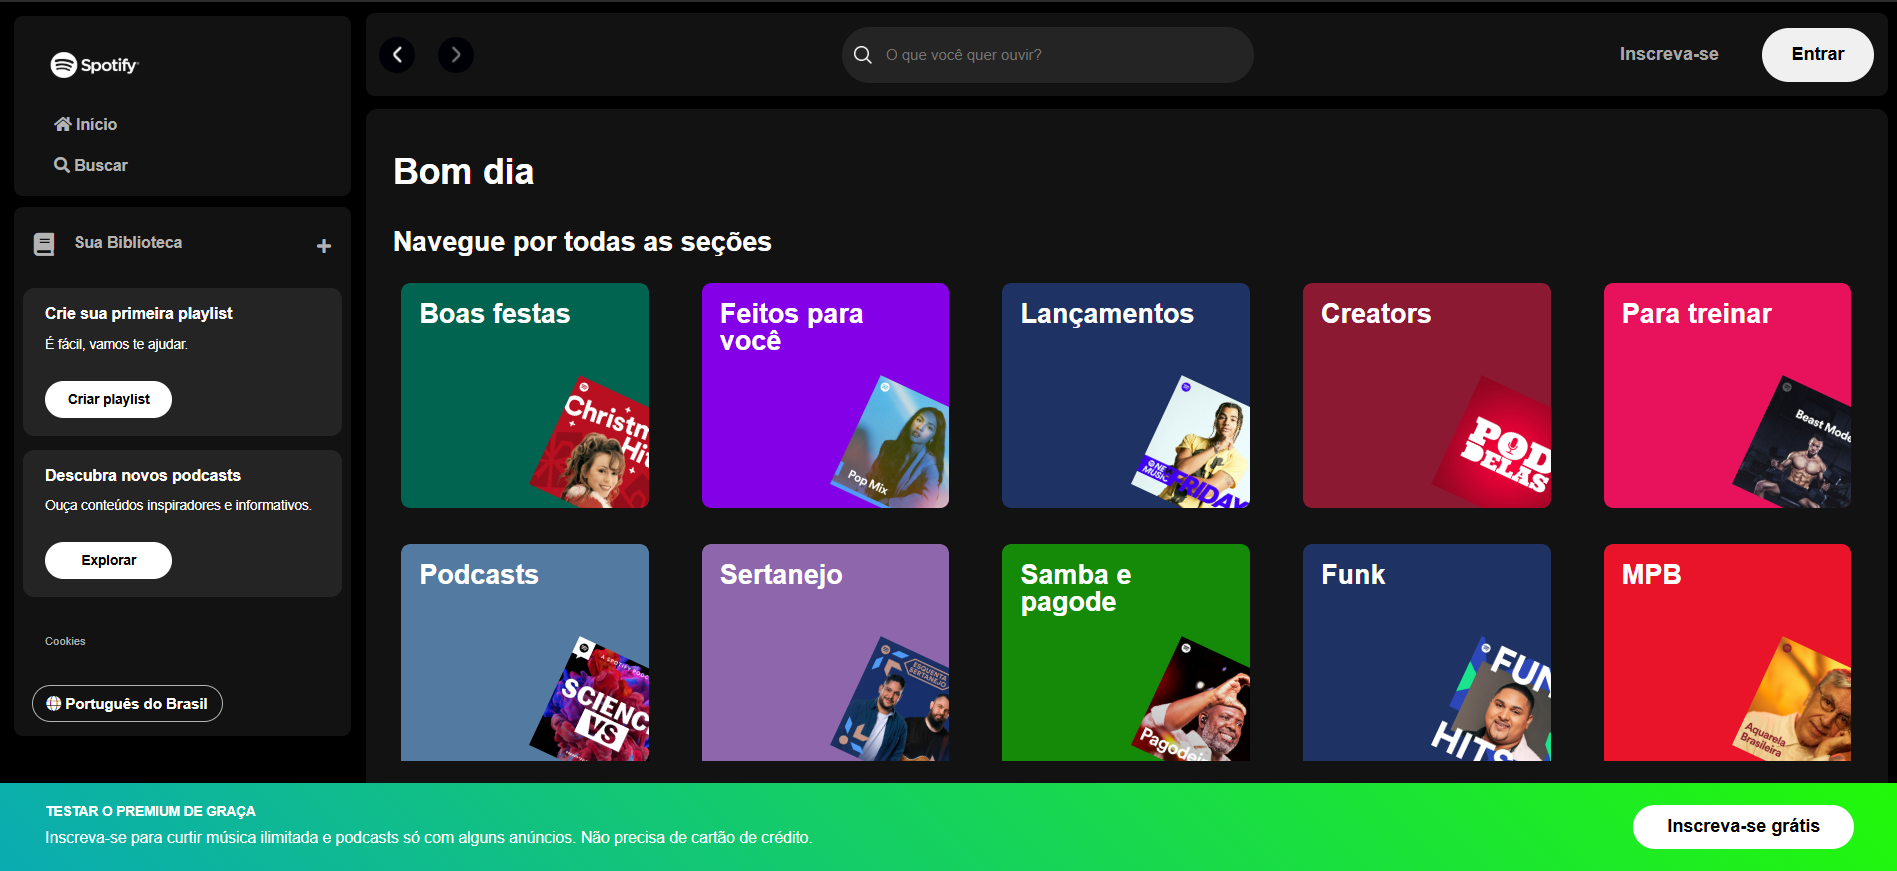 Spotify
Início
Buscar
Sua Biblioteca
Crie sua primeira playlist
É fácil, vamos te ajudar.
Criar playlist
Descubra novos podcasts
Ouça conteúdos inspiradores e informativos.
Explorar
Cookies
Português do Brasil
O que você quer ouvir?
Inscreva-se
Entrar
Bom dia
Navegue por todas as seções
Boas festas
Christm
Hit
Feitos para
você
Pop Mix
Lançamentos
NE
MUSIC
FRIDAY
Creators
POD
DELAS
Para treinar
Beast Mode
Podcasts
A SPOTIFY PODC
SCIENC
VS
Sertanejo
ESQUENTA
SERTANEJO
Samba e
pagode
Pagodei
Funk
FUN
HITS
MPB
Aquarela
Brasileira
TESTAR O PREMIUM DE GRAÇA
Inscreva-se para curtir música ilimitada e podcasts só com alguns anúncios. Não precisa de cartão de crédito.
Inscreva-se grátis